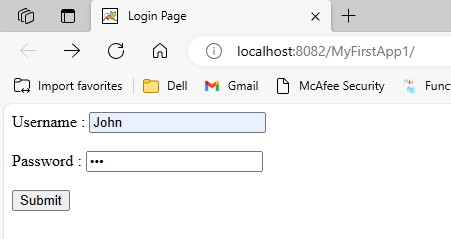 Login Page
localhost:8082/MyFirstApp1/
Import favorites Dell Gmail McAfee Security Func
Username : John
Password : •••
Submit